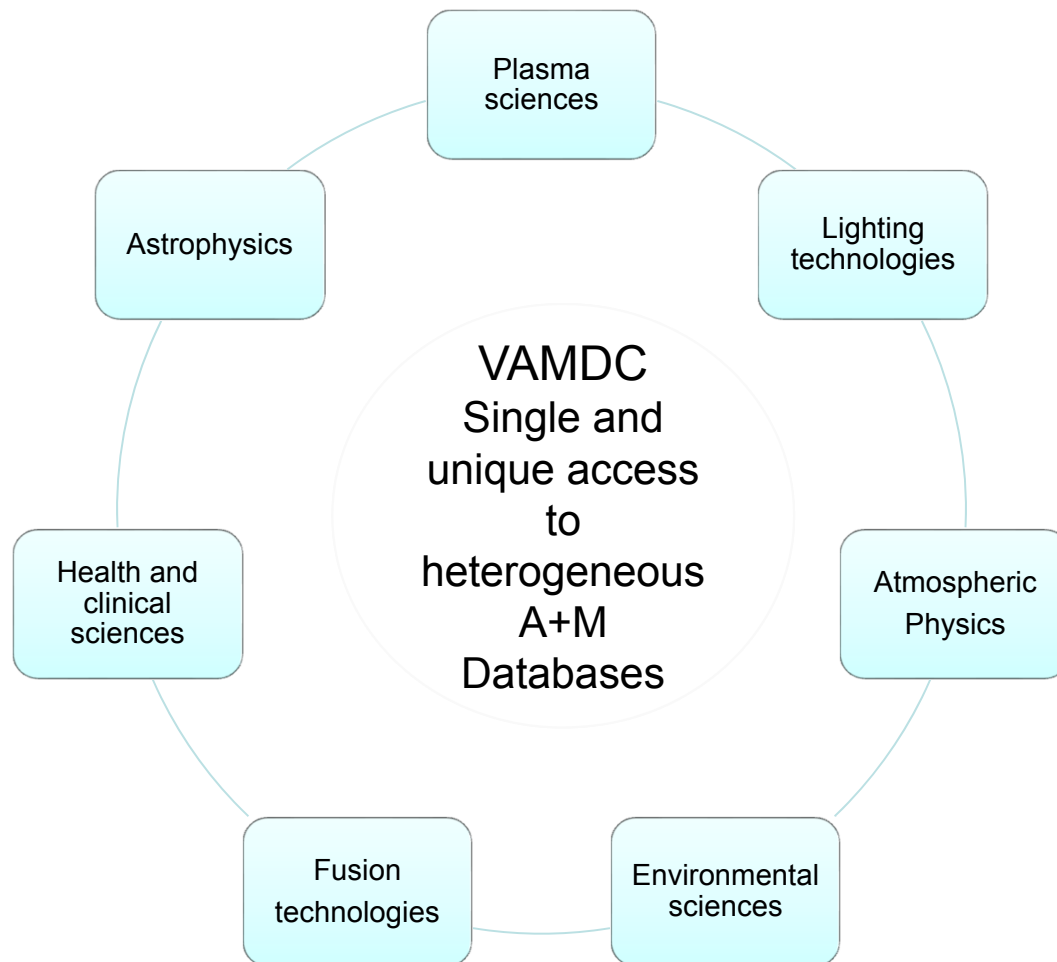 Plasma
sciences
Astrophysics
Lighting
technologies
VAMDC
Single and
unique access
to
heterogeneous
A+M
Databases
Health and
clinical
sciences
Atmospheric
Physics
Fusion
technologies
Environmental
sciences